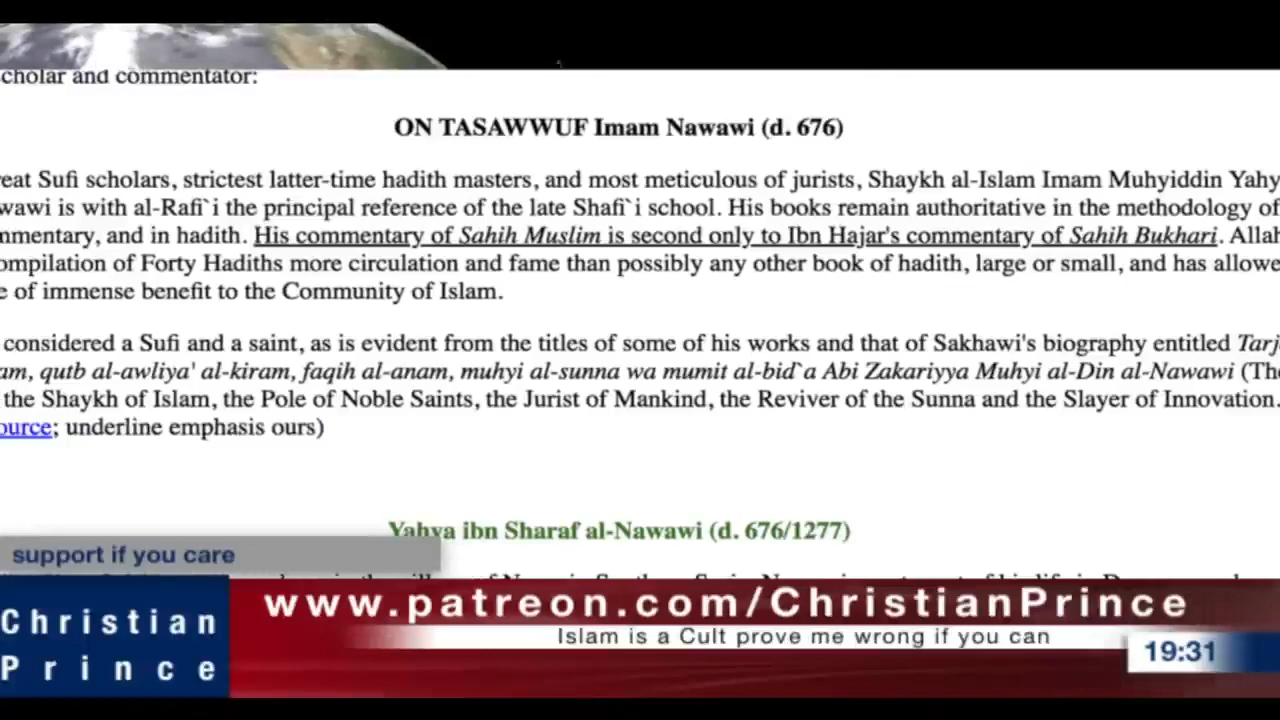 cholar and commentator:
ON TASAWWUF Imam Nawawi (d. 676)
reat Sufi scholars, strictest latter-time hadith masters, and most meticulous of jurists, Shaykh al-Islam Imam Muhyiddin Yahy
wawi is with al-Rafi`i the principal reference of the late Shafi`i school. His books remain authoritative in the methodology of
mmentary, and in hadith. His commentary of Sahih Muslim is second only to Ibn Hajar's commentary of Sahih Bukhari. Allah
ompilation of Forty Hadiths more circulation and fame than possibly any other book of hadith, large or small, and has allowe
e of immense benefit to the Community of Islam.
considered a Sufi and a saint, as is evident from the titles of some of his works and that of Sakhawi's biography entitled Tarj
am, qutb al-awliya' al-kiram, faqih al-anam, muhyi al-sunna wa mumit al-bid`a Abi Zakariyya Muhyi al-Din al-Nawawi (The
the Shaykh of Islam, the Pole of Noble Saints, the Jurist of Mankind, the Reviver of the Sunna and the Slayer of Innovation.
ource; underline emphasis ours)
Yahya ibn Sharaf al-Nawawi (d. 676/1277)
support if you care
www.patreon.com/ChristianPrince
Islam is a Cult prove me wrong if you can
Christian
Prince
19:31